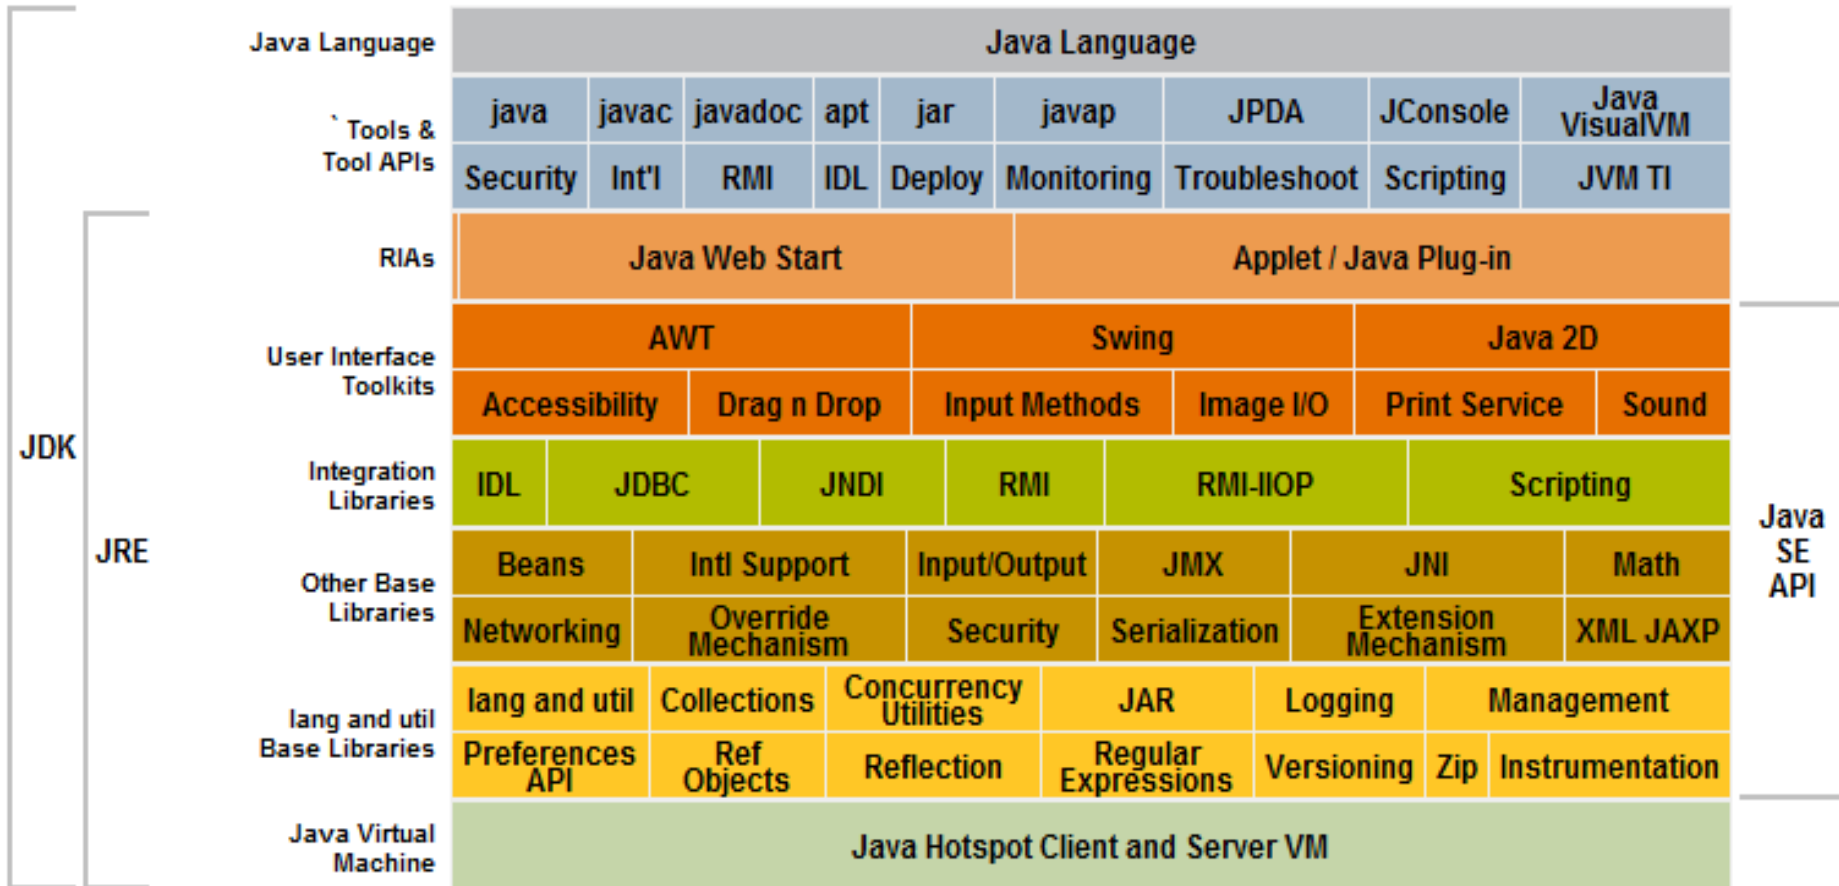 Java Language
Java Language
` Tools &
Tool APIs
java javac javadoc apt jar javap JPDA JConsole Java
VisualVM
Security Int'l RMI IDL Deploy Monitoring Troubleshoot Scripting JVM TI
RIAs
Java Web Start Applet / Java Plug-in
User Interface
Toolkits
AWT Swing Java 2D
Accessibility Drag n Drop Input Methods Image I/O Print Service Sound
Integration
Libraries
IDL JDBC JNDI RMI RMI-IIOP Scripting
Other Base
Libraries
Beans Intl Support Input/Output JMX JNI Math
Networking Override
Mechanism Security Serialization Extension
Mechanism XML JAXP
lang and util
Base Libraries
lang and util Collections Concurrency
Utilities JAR Logging Management
Preferences
API Ref
Objects Reflection Regular
Expressions Versioning Zip Instrumentation
Java Virtual
Machine
Java Hotspot Client and Server VM
JDK
JRE
Java
SE
API